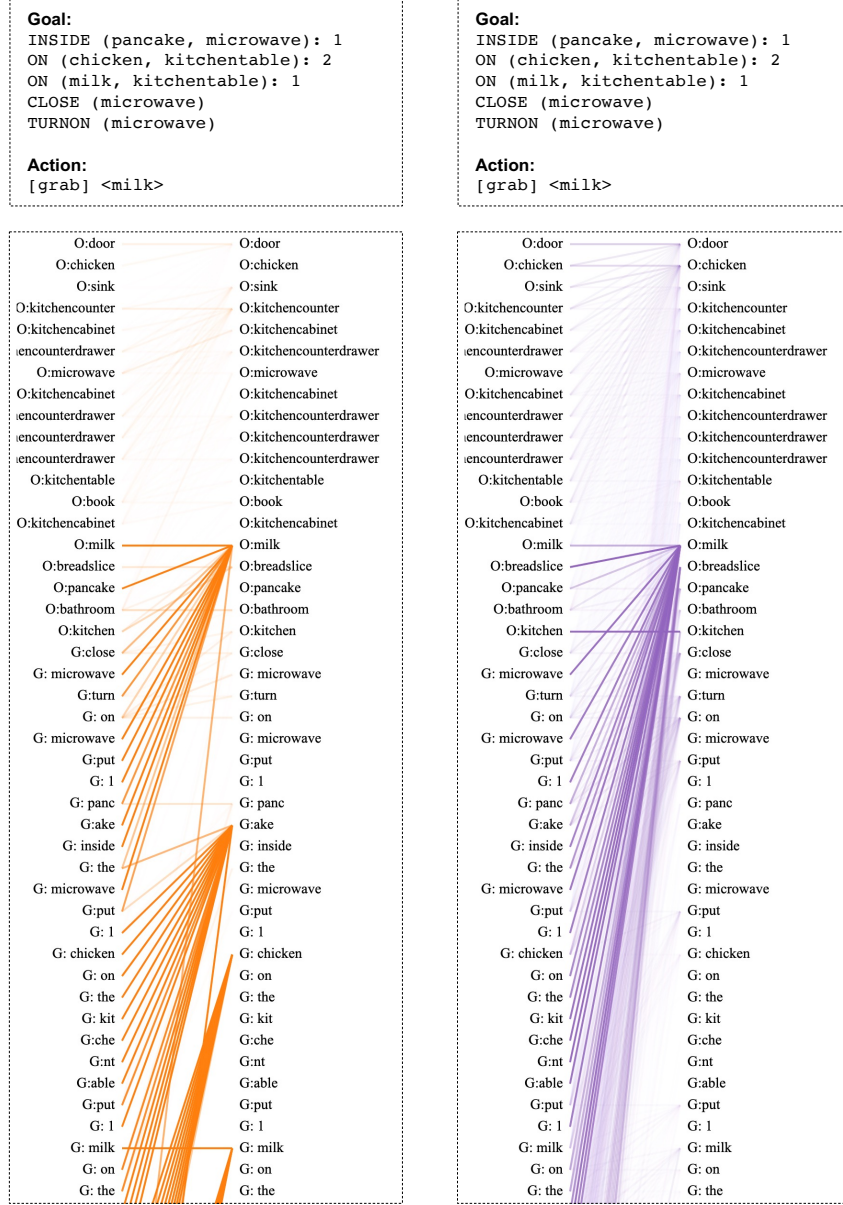 Goal:
INSIDE (pancake, microwave): 1
ON (chicken, kitchentable): 2
ON (milk, kitchentable): 1
CLOSE (microwave)
TURNON (microwave)
Action:
[grab] <milk>
O:door O:door
O:chicken O:chicken
O:sink O:sink
O:kitchencounter O:kitchencounter
O:kitchencabinet O:kitchencabinet
encounterdrawer O:kitchencounterdrawer
O:microwave O:microwave
O:kitchencabinet O:kitchencabinet
encounterdrawer O:kitchencounterdrawer
encounterdrawer O:kitchencounterdrawer
encounterdrawer O:kitchencounterdrawer
O:kitchentable O:kitchentable
O:book O:book
O:kitchencabinet O:kitchencabinet
O:milk O:milk
O:breadslice O:breadslice
O:pancake O:pancake
O:bathroom O:bathroom
O:kitchen O:kitchen
G:close G:close
G: microwave G: microwave
G:turn G:turn
G: on G: on
G: microwave G: microwave
G:put G:put
G: 1 G: 1
G: panc G: panc
G:ake G:ake
G: inside G: inside
G: the G: the
G: microwave G: microwave
G:put G:put
G: 1 G: 1
G: chicken G: chicken
G: on G: on
G: the G: the
G: kit G: kit
G:che G:che
G:nt G:nt
G:able G:able
G:put G:put
G: 1 G: 1
G: milk G: milk
G: on G: on
G: the G: the
Goal:
INSIDE (pancake, microwave): 1
ON (chicken, kitchentable): 2
ON (milk, kitchentable): 1
CLOSE (microwave)
TURNON (microwave)
Action:
[grab] <milk>
O:door O:door
O:chicken O:chicken
O:sink O:sink
O:kitchencounter O:kitchencounter
O:kitchencabinet O:kitchencabinet
encounterdrawer O:kitchencounterdrawer
O:microwave O:microwave
O:kitchencabinet O:kitchencabinet
encounterdrawer O:kitchencounterdrawer
encounterdrawer O:kitchencounterdrawer
encounterdrawer O:kitchencounterdrawer
O:kitchentable O:kitchentable
O:book O:book
O:kitchencabinet O:kitchencabinet
O:milk O:milk
O:breadslice O:breadslice
O:pancake O:pancake
O:bathroom O:bathroom
O:kitchen O:kitchen
G:close G:close
G: microwave G: microwave
G:turn G:turn
G: on G: on
G: microwave G: microwave
G:put G:put
G: 1 G: 1
G: panc G: panc
G:ake G:ake
G: inside G: inside
G: the G: the
G: microwave G: microwave
G:put G:put
G: 1 G: 1
G: chicken G: chicken
G: on G: on
G: the G: the
G: kit G: kit
G:che G:che
G:nt G:nt
G:able G:able
G:put G:put
G: 1 G: 1
G: milk G: milk
G: on G: on
G: the G: the